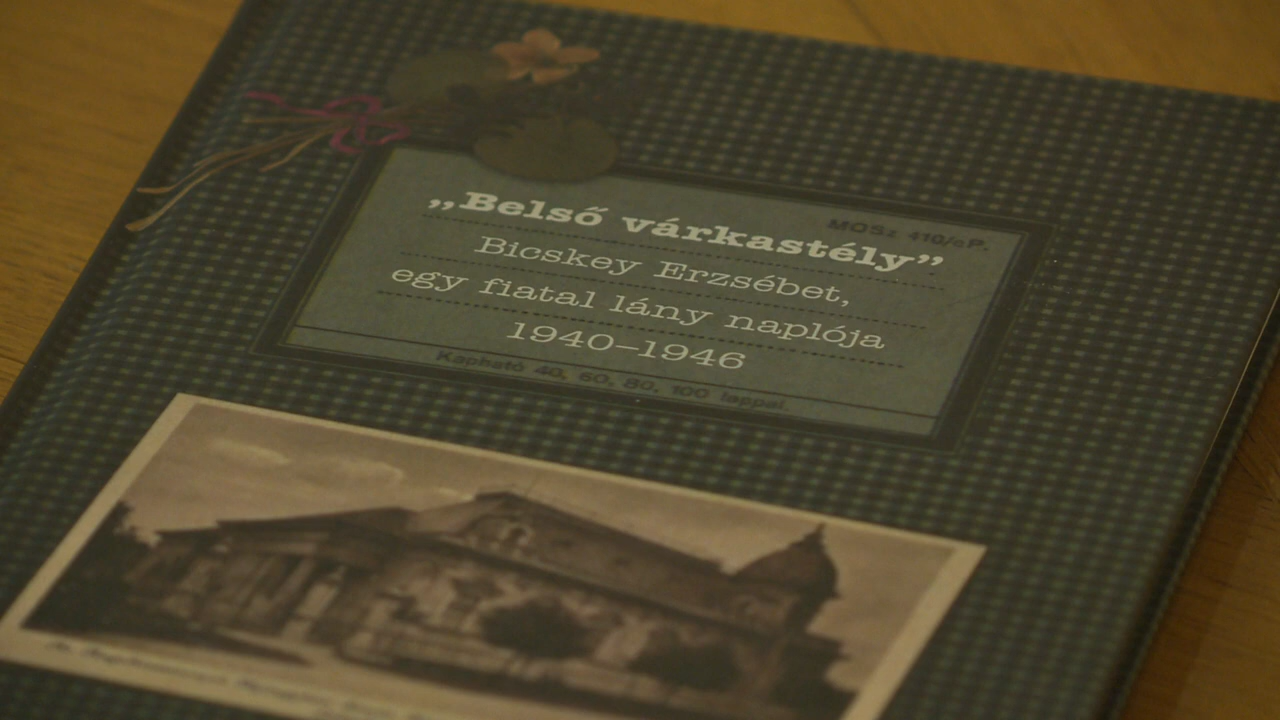 MOSz 410/eP.
„Belső várkastély”
Bicskey Erzsébet,
egy fiatal lány naplója
1940–1946
Kapható 40, 60, 80, 100 lappal.